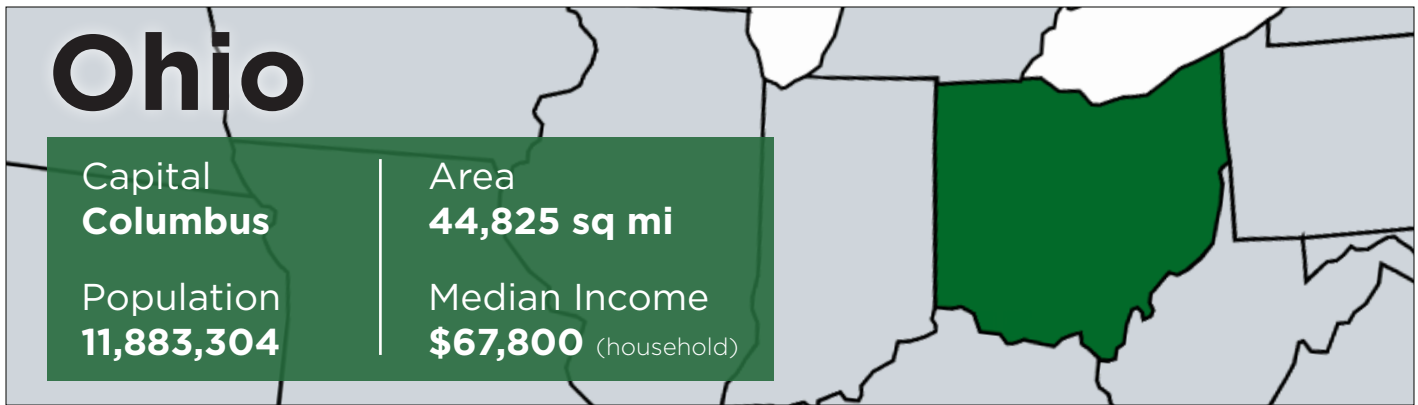 Ohio
Capital
Columbus
Population
11,883,304
Area
44,825 sq mi
Median Income
$67,800 (household)